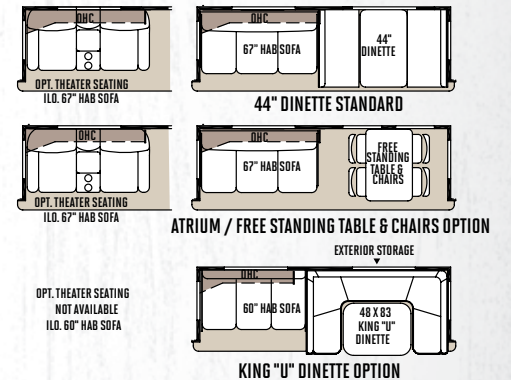 OHC
OPT. THEATER SEATING
ILO. 67" HAB SOFA
OHC
67" HAB SOFA
44"
DINETTE
44" DINETTE STANDARD
OHC
OPT. THEATER SEATING
ILO. 67" HAB SOFA
OHC
67" HAB SOFA
FREE
STANDING
TABLE &
CHAIRS
ATRIUM / FREE STANDING TABLE & CHAIRS OPTION
OPT. THEATER SEATING
NOT AVAILABLE
ILO. 60" HAB SOFA
EXTERIOR STORAGE
OHC
60" HAB SOFA
48 X 83
KING "U"
DINETTE
KING "U" DINETTE OPTION